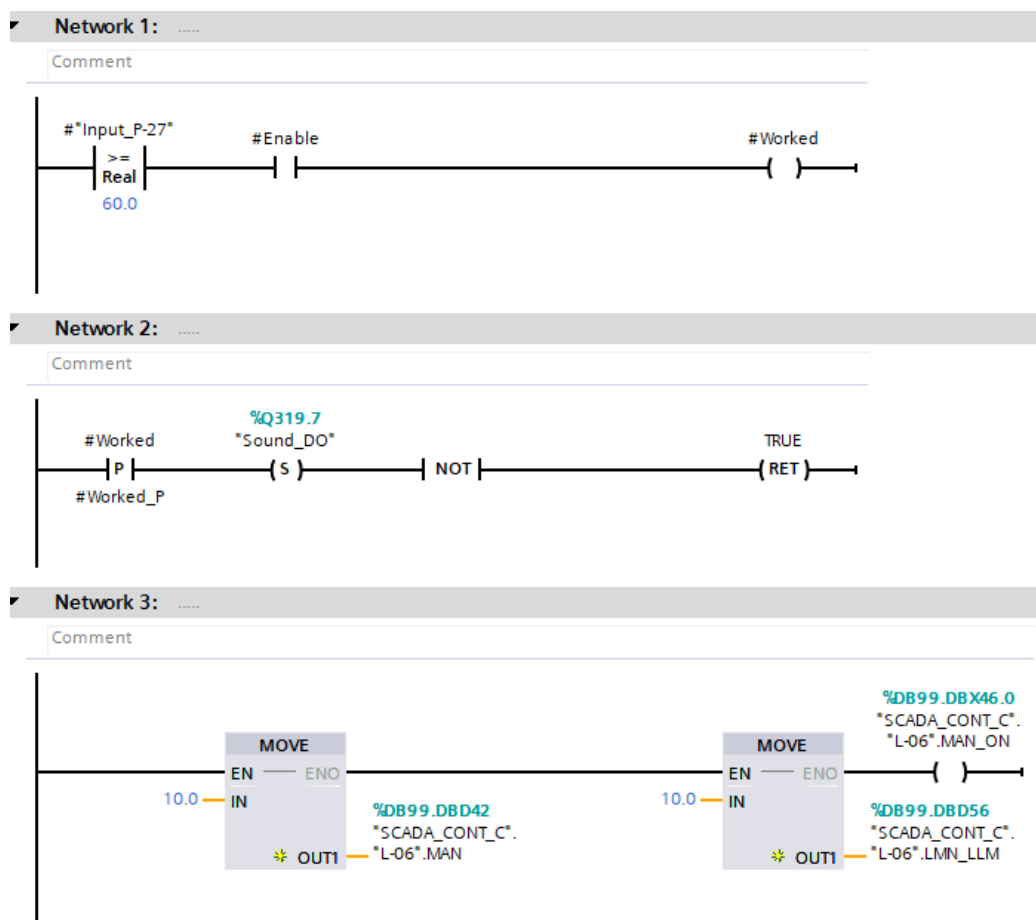 Network 1: .....
Comment
#"Input_P-27"
#Enable
#Worked
>=
Real
60.0
Network 2: .....
Comment
%Q319.7
#Worked
"Sound_DO"
TRUE
P
S
NOT
RET
#Worked_P
Network 3: .....
Comment
%DB99.DBX46.0
"SCADA_CONT_C".
"L-06".MAN_ON
MOVE
MOVE
EN ENO
EN ENO
10.0 IN
10.0 IN
%DB99.DBD42
"SCADA_CONT_C".
OUT1 "L-06".MAN
%DB99.DBD56
"SCADA_CONT_C".
OUT1 "L-06".LMN_LLM